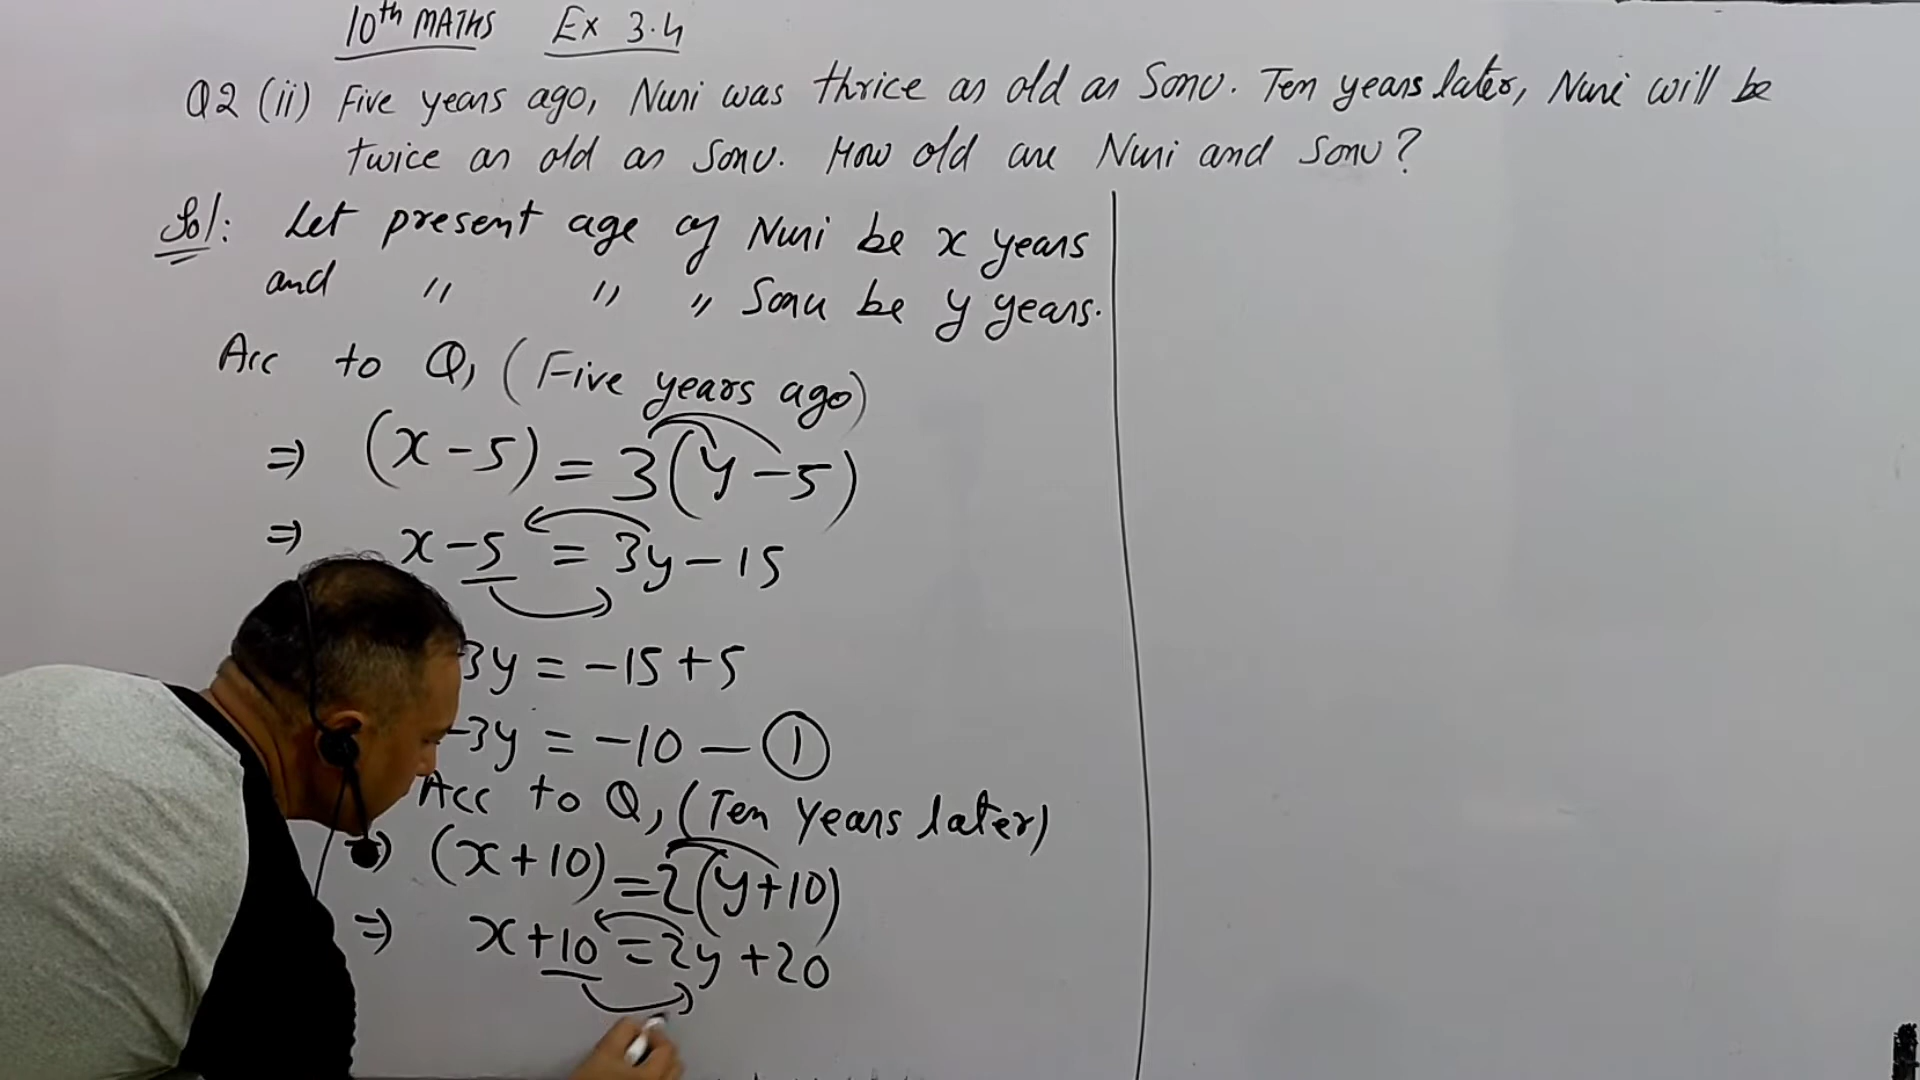 10th MATHS Ex 3.4
Q2 (ii) Five years ago, Nuri was thrice as old as Sonu. Ten years later, Nuri will be
twice as old as Sonu. How old are Nuri and Sonu?
Sol: Let present age of Nuri be x years
and " " " Sonu be y years.
Acc to Q, (Five years ago)
⇒ (x-5) = 3(y-5)
⇒ x-5 = 3y-15
3y = -15+5
-3y = -10 — ①
Acc to Q, (Ten years later)
⇒ (x+10) = 2(y+10)
⇒ x+10 = 2y+20